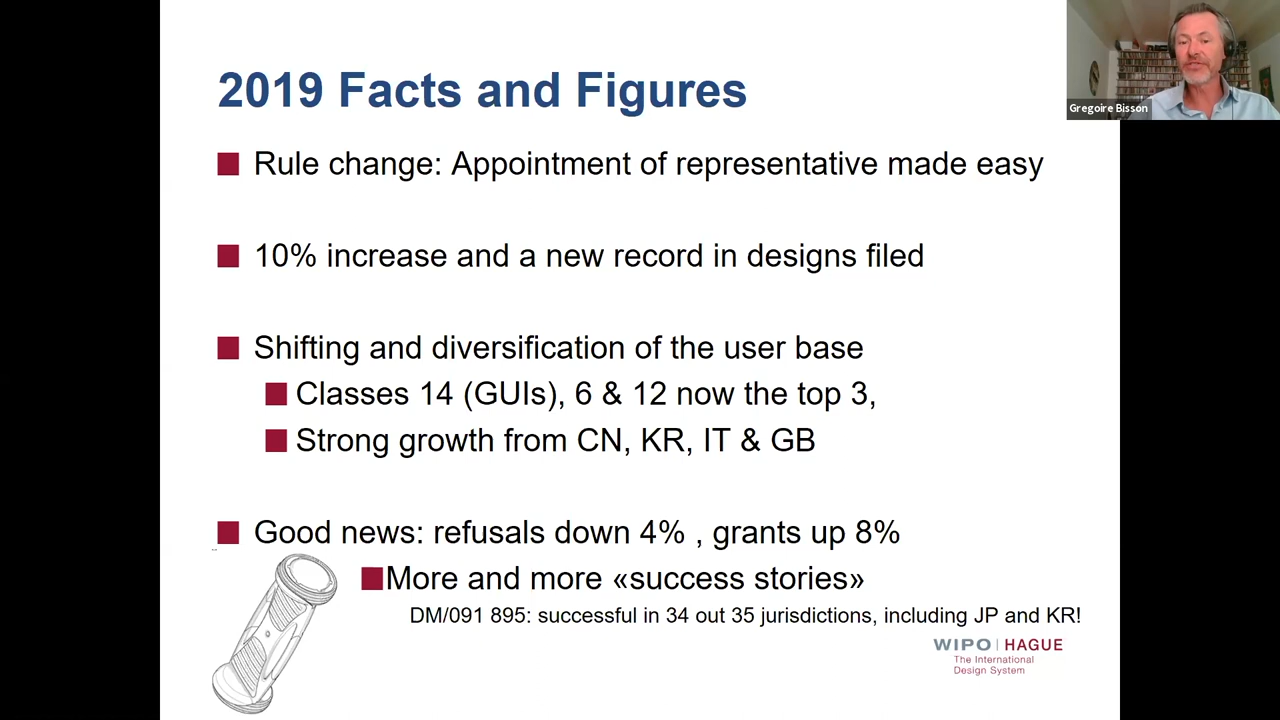 2019 Facts and Figures
Gregoire Bisson
Rule change: Appointment of representative made easy
10% increase and a new record in designs filed
Shifting and diversification of the user base
Classes 14 (GUIs), 6 & 12 now the top 3,
Strong growth from CN, KR, IT & GB
Good news: refusals down 4% , grants up 8%
More and more «success stories»
DM/091 895: successful in 34 out 35 jurisdictions, including JP and KR!
WIPO | HAGUE
The International
Design System